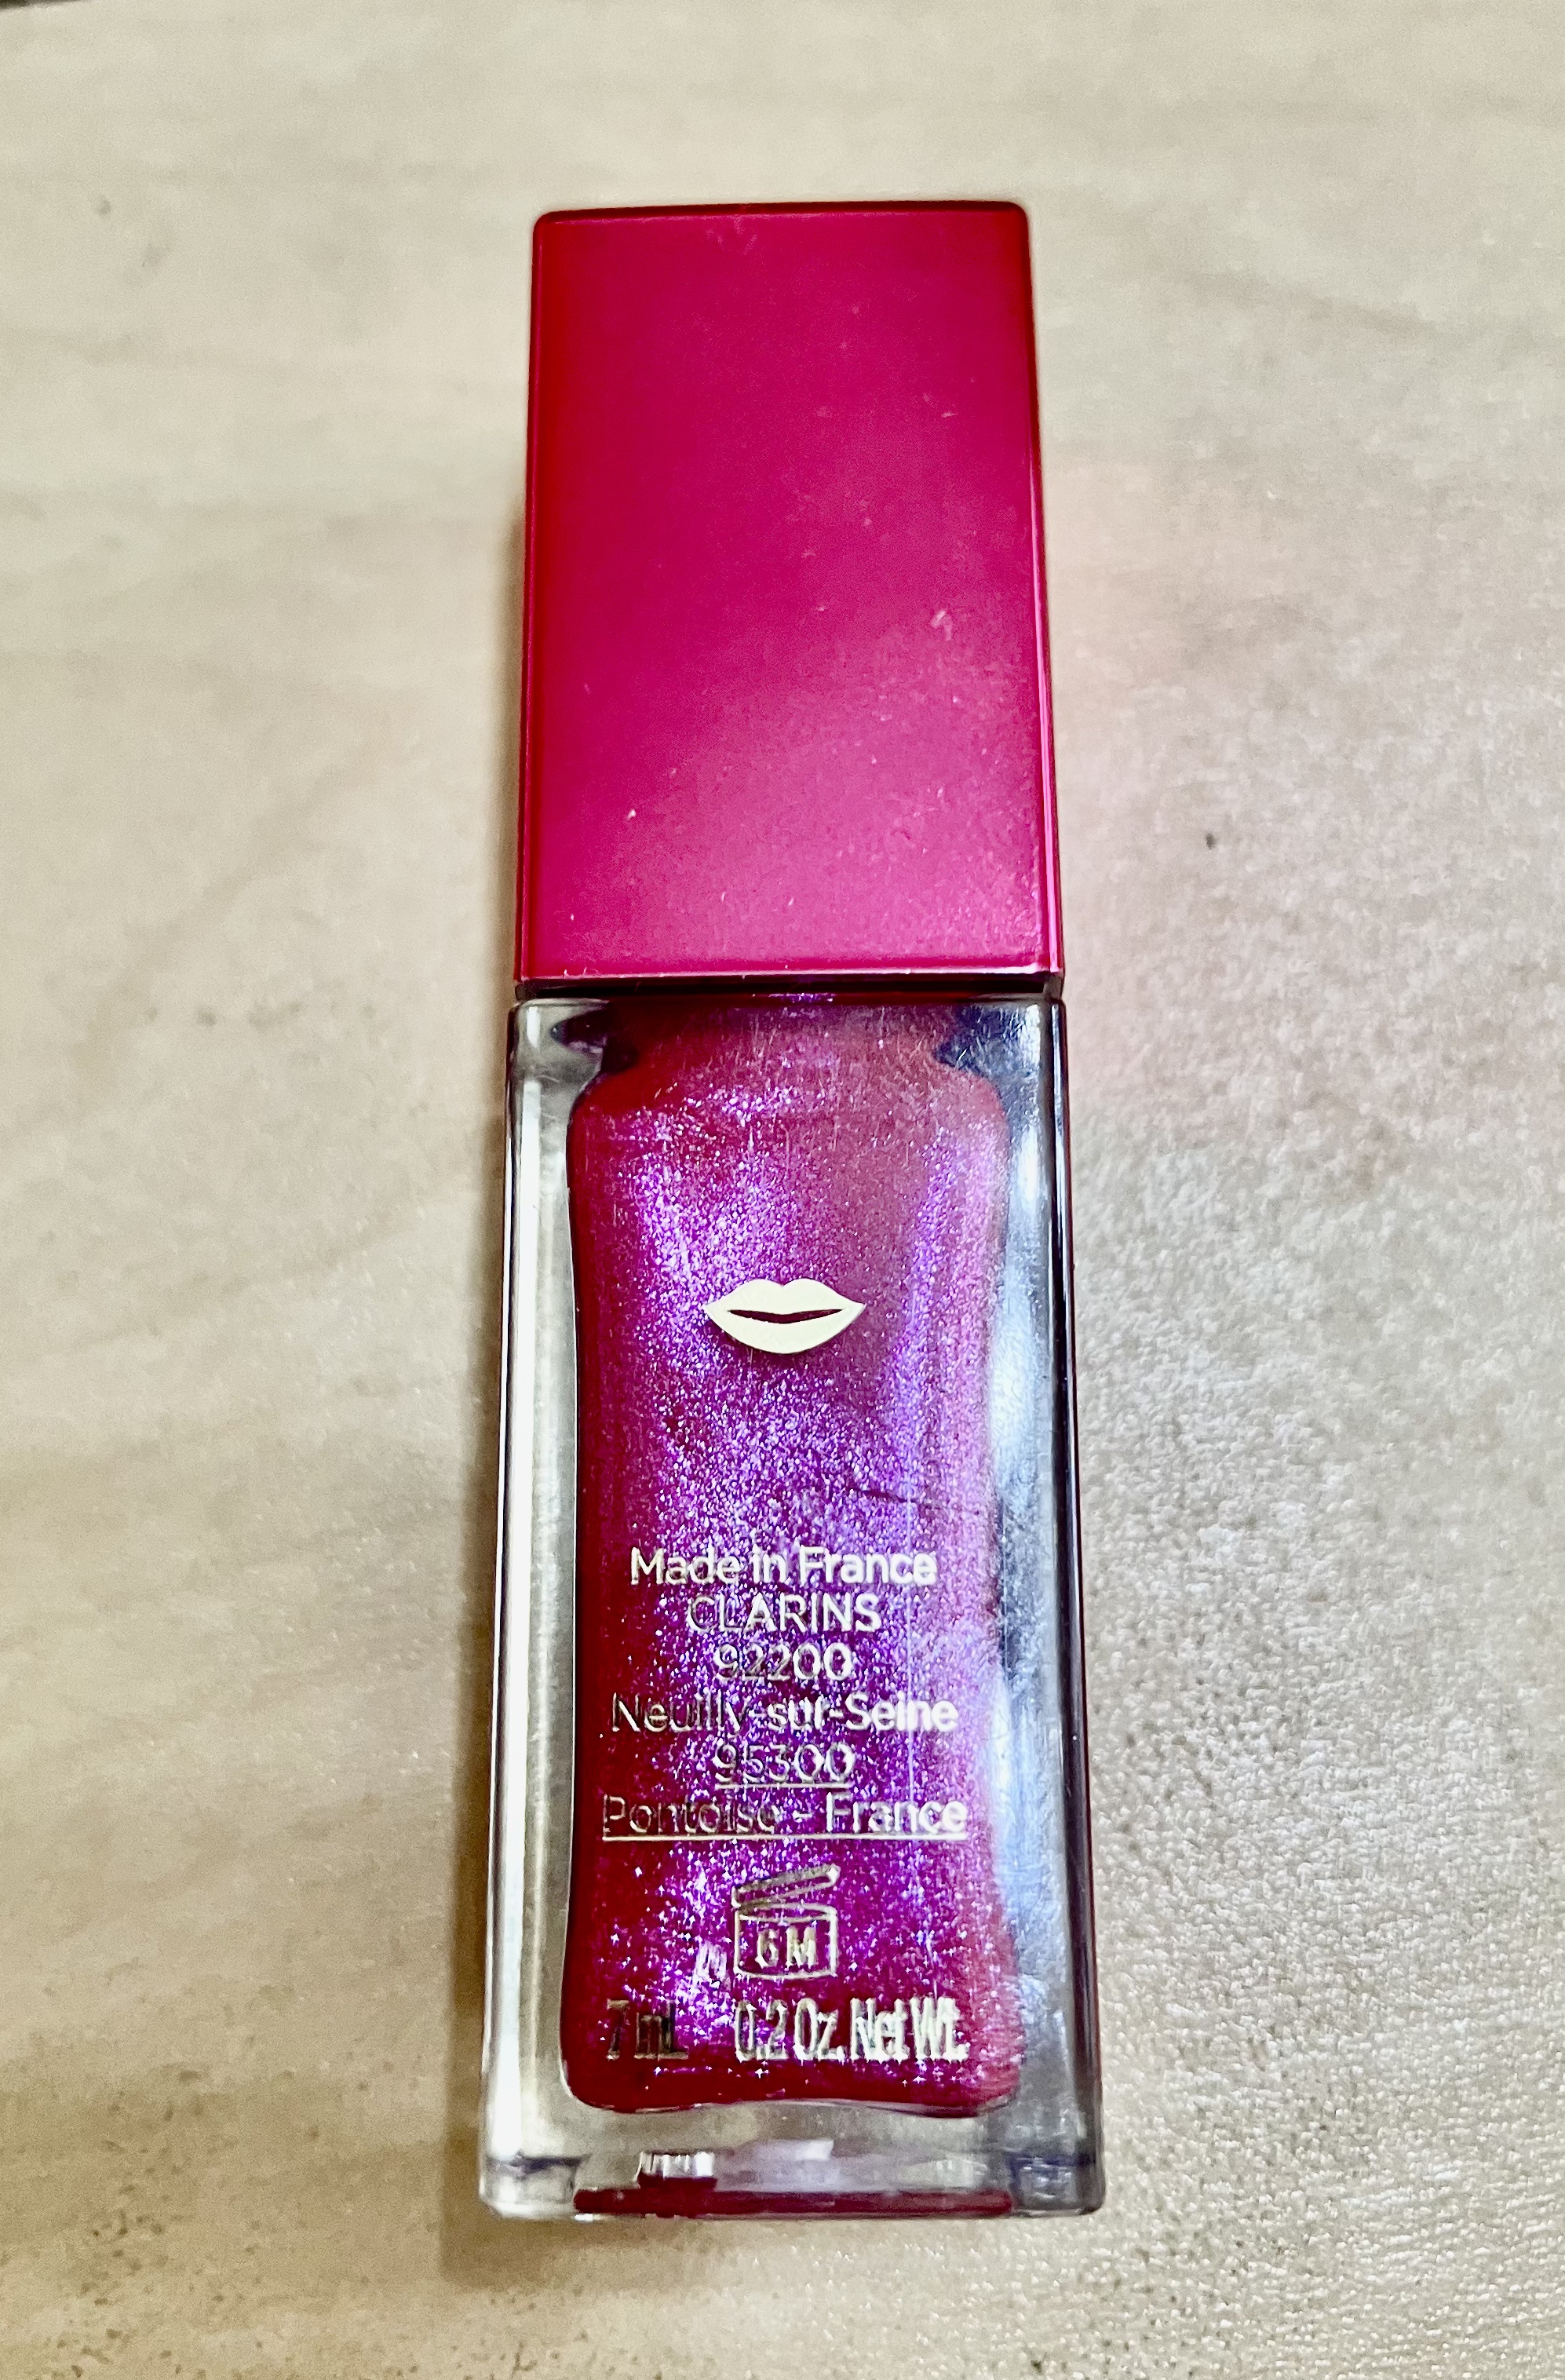 Made in France
CLARINS
92200
Neuilly-sur-Seine
95300
Pontoise - France
6M
7 mL 0.2 Oz. Net Wt.